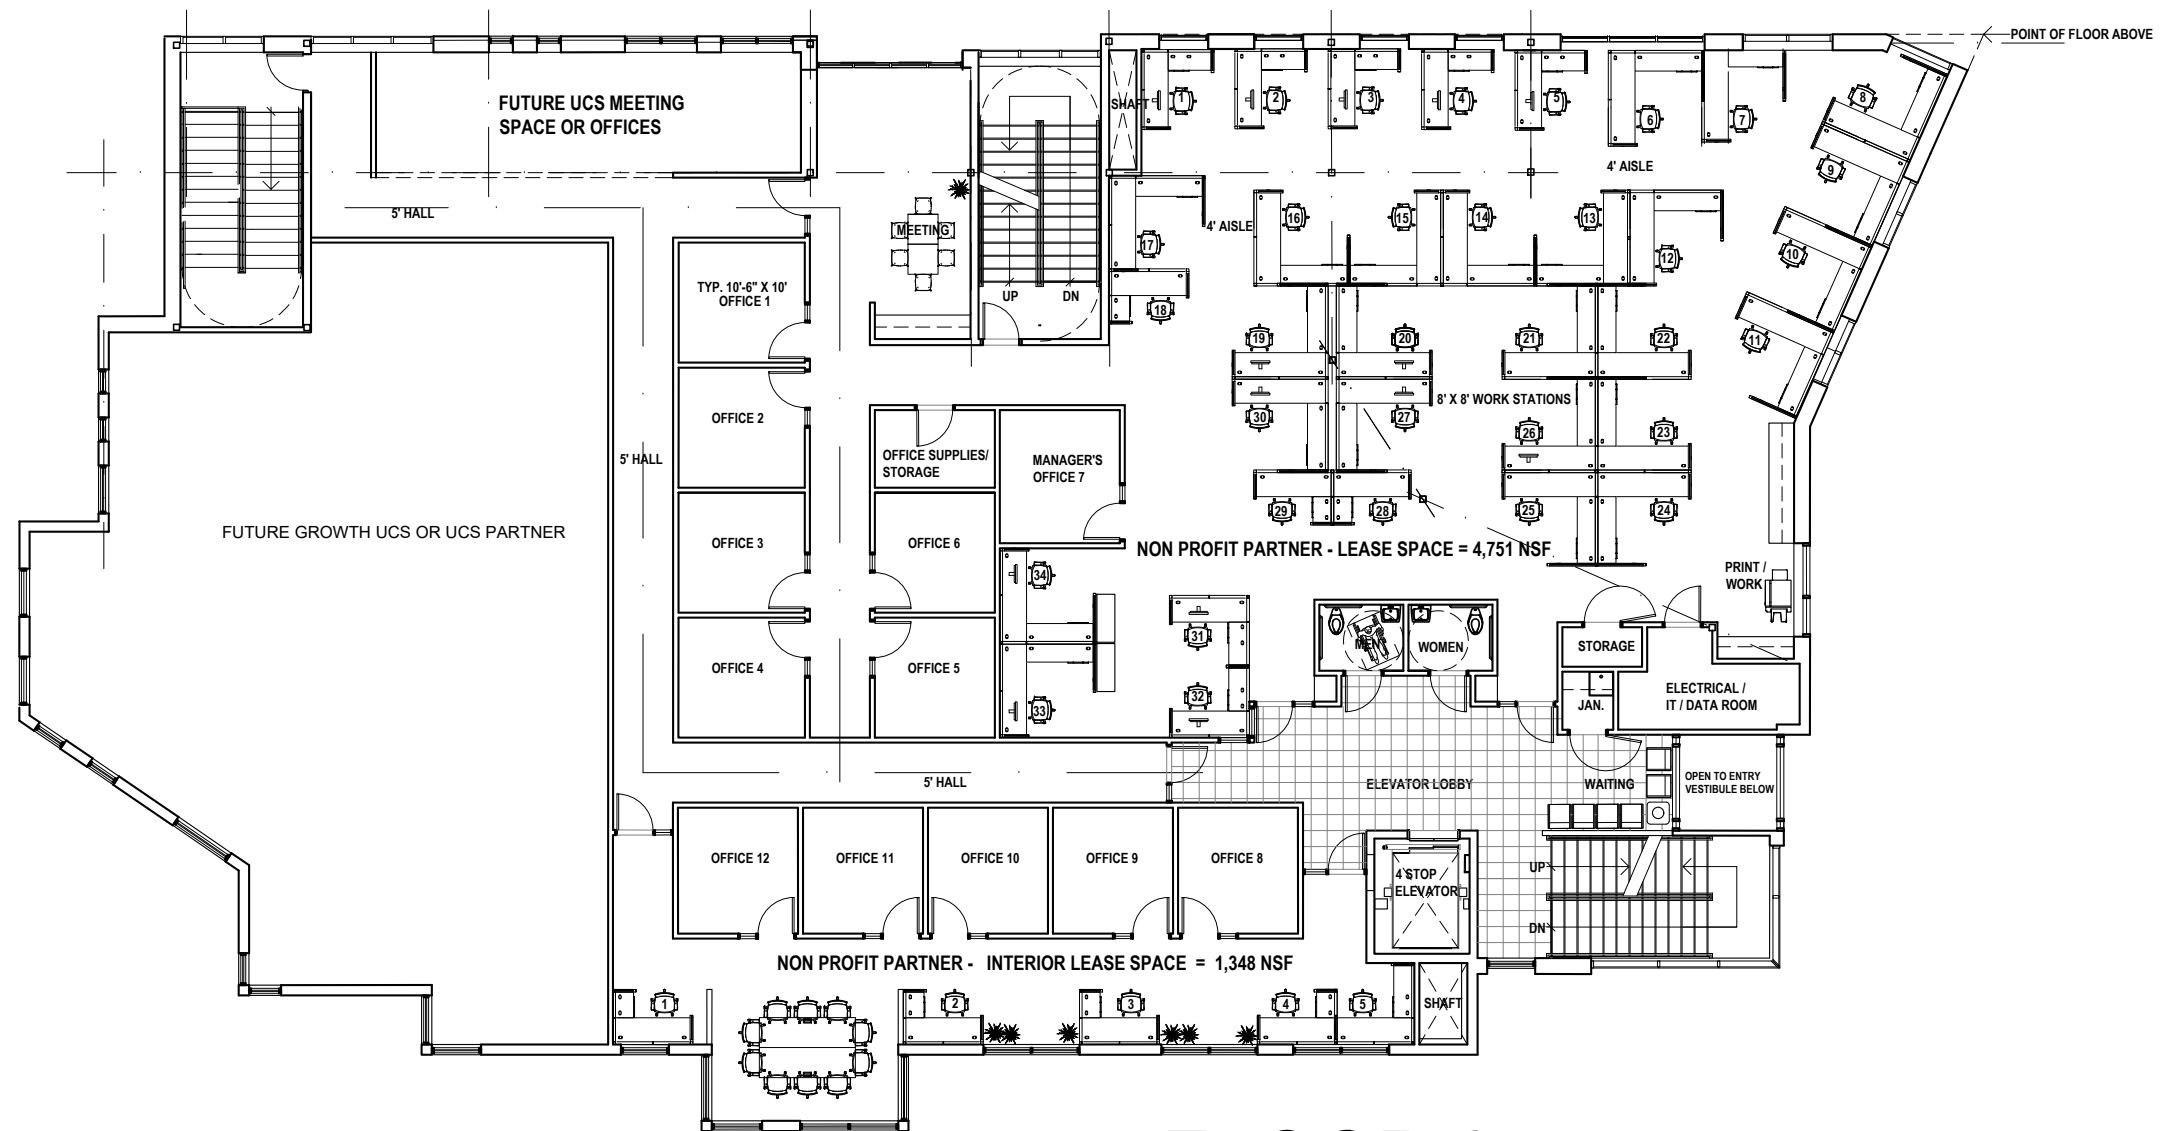 POINT OF FLOOR ABOVE
FUTURE UCS MEETING
SPACE OR OFFICES
SHAFT
1
2
3
4
5
6
7
8
9
10
11
4' AISLE
5' HALL
MEETING
4' AISLE
16
15
14
13
12
17
18
UP
DN
TYP. 10'-6" X 10'
OFFICE 1
19
20
21
22
8' X 8' WORK STATIONS
30
27
26
23
OFFICE 2
5' HALL
OFFICE SUPPLIES/
STORAGE
MANAGER'S
OFFICE 7
29
28
25
24
FUTURE GROWTH UCS OR UCS PARTNER
OFFICE 3
OFFICE 6
NON PROFIT PARTNER - LEASE SPACE = 4,751 NSF
34
PRINT /
WORK
31
MEN
WOMEN
STORAGE
OFFICE 4
OFFICE 5
33
32
JAN.
ELECTRICAL /
IT / DATA ROOM
5' HALL
ELEVATOR LOBBY
WAITING
OPEN TO ENTRY
VESTIBULE BELOW
OFFICE 12
OFFICE 11
OFFICE 10
OFFICE 9
OFFICE 8
4 STOP
ELEVATOR
UP
DN
NON PROFIT PARTNER - INTERIOR LEASE SPACE = 1,348 NSF
1
2
3
4
5
SHAFT